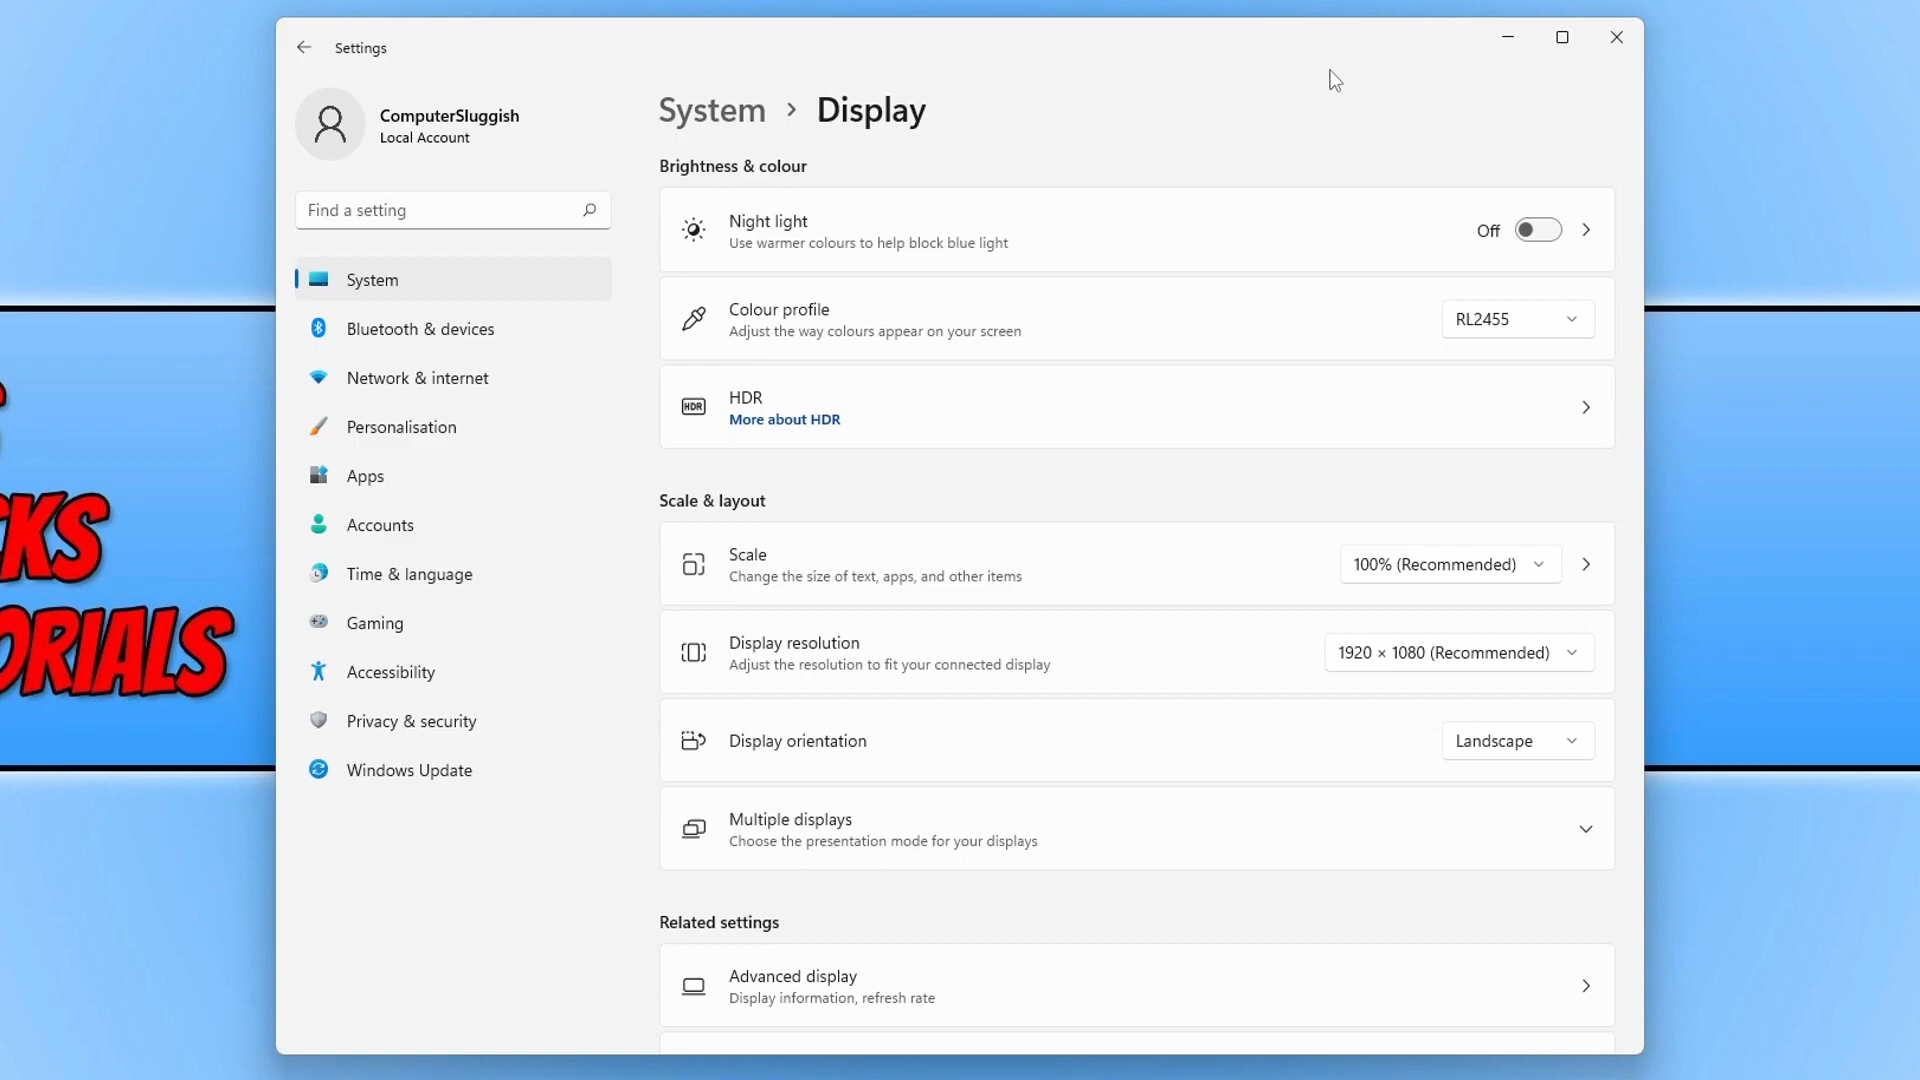 Settings
ComputerSluggish
Local Account
Find a setting
System
Bluetooth & devices
Network & internet
Personalisation
Apps
Accounts
Time & language
Gaming
Accessibility
Privacy & security
Windows Update
System › Display
Brightness & colour
Night light
Use warmer colours to help block blue light
Off
Colour profile
Adjust the way colours appear on your screen
RL2455
HDR
HDR
More about HDR
Scale & layout
Scale
Change the size of text, apps, and other items
100% (Recommended)
Display resolution
Adjust the resolution to fit your connected display
1920 × 1080 (Recommended)
Display orientation
Landscape
Multiple displays
Choose the presentation mode for your displays
Related settings
Advanced display
Display information, refresh rate
CKS
ORIALS